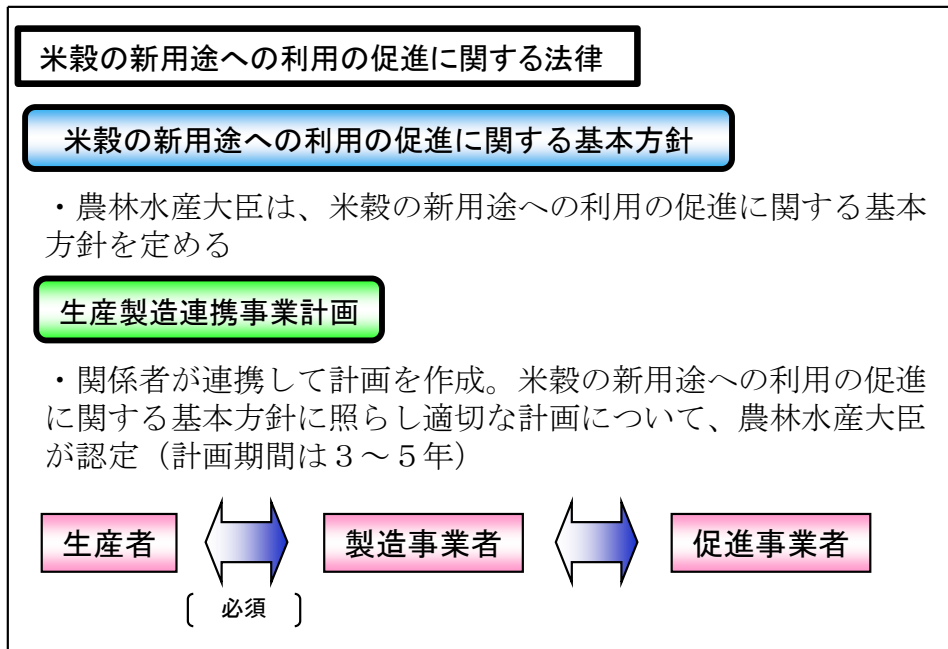 米穀の新用途への利用の促進に関する法律
米穀の新用途への利用の促進に関する基本方針
・農林水産大臣は、米穀の新用途への利用の促進に関する基本
方針を定める
生産製造連携事業計画
・関係者が連携して計画を作成。米穀の新用途への利用の促進
に関する基本方針に照らし適切な計画について、農林水産大臣
が認定（計画期間は３～５年）
生産者 製造事業者 促進事業者
〔 必須 〕